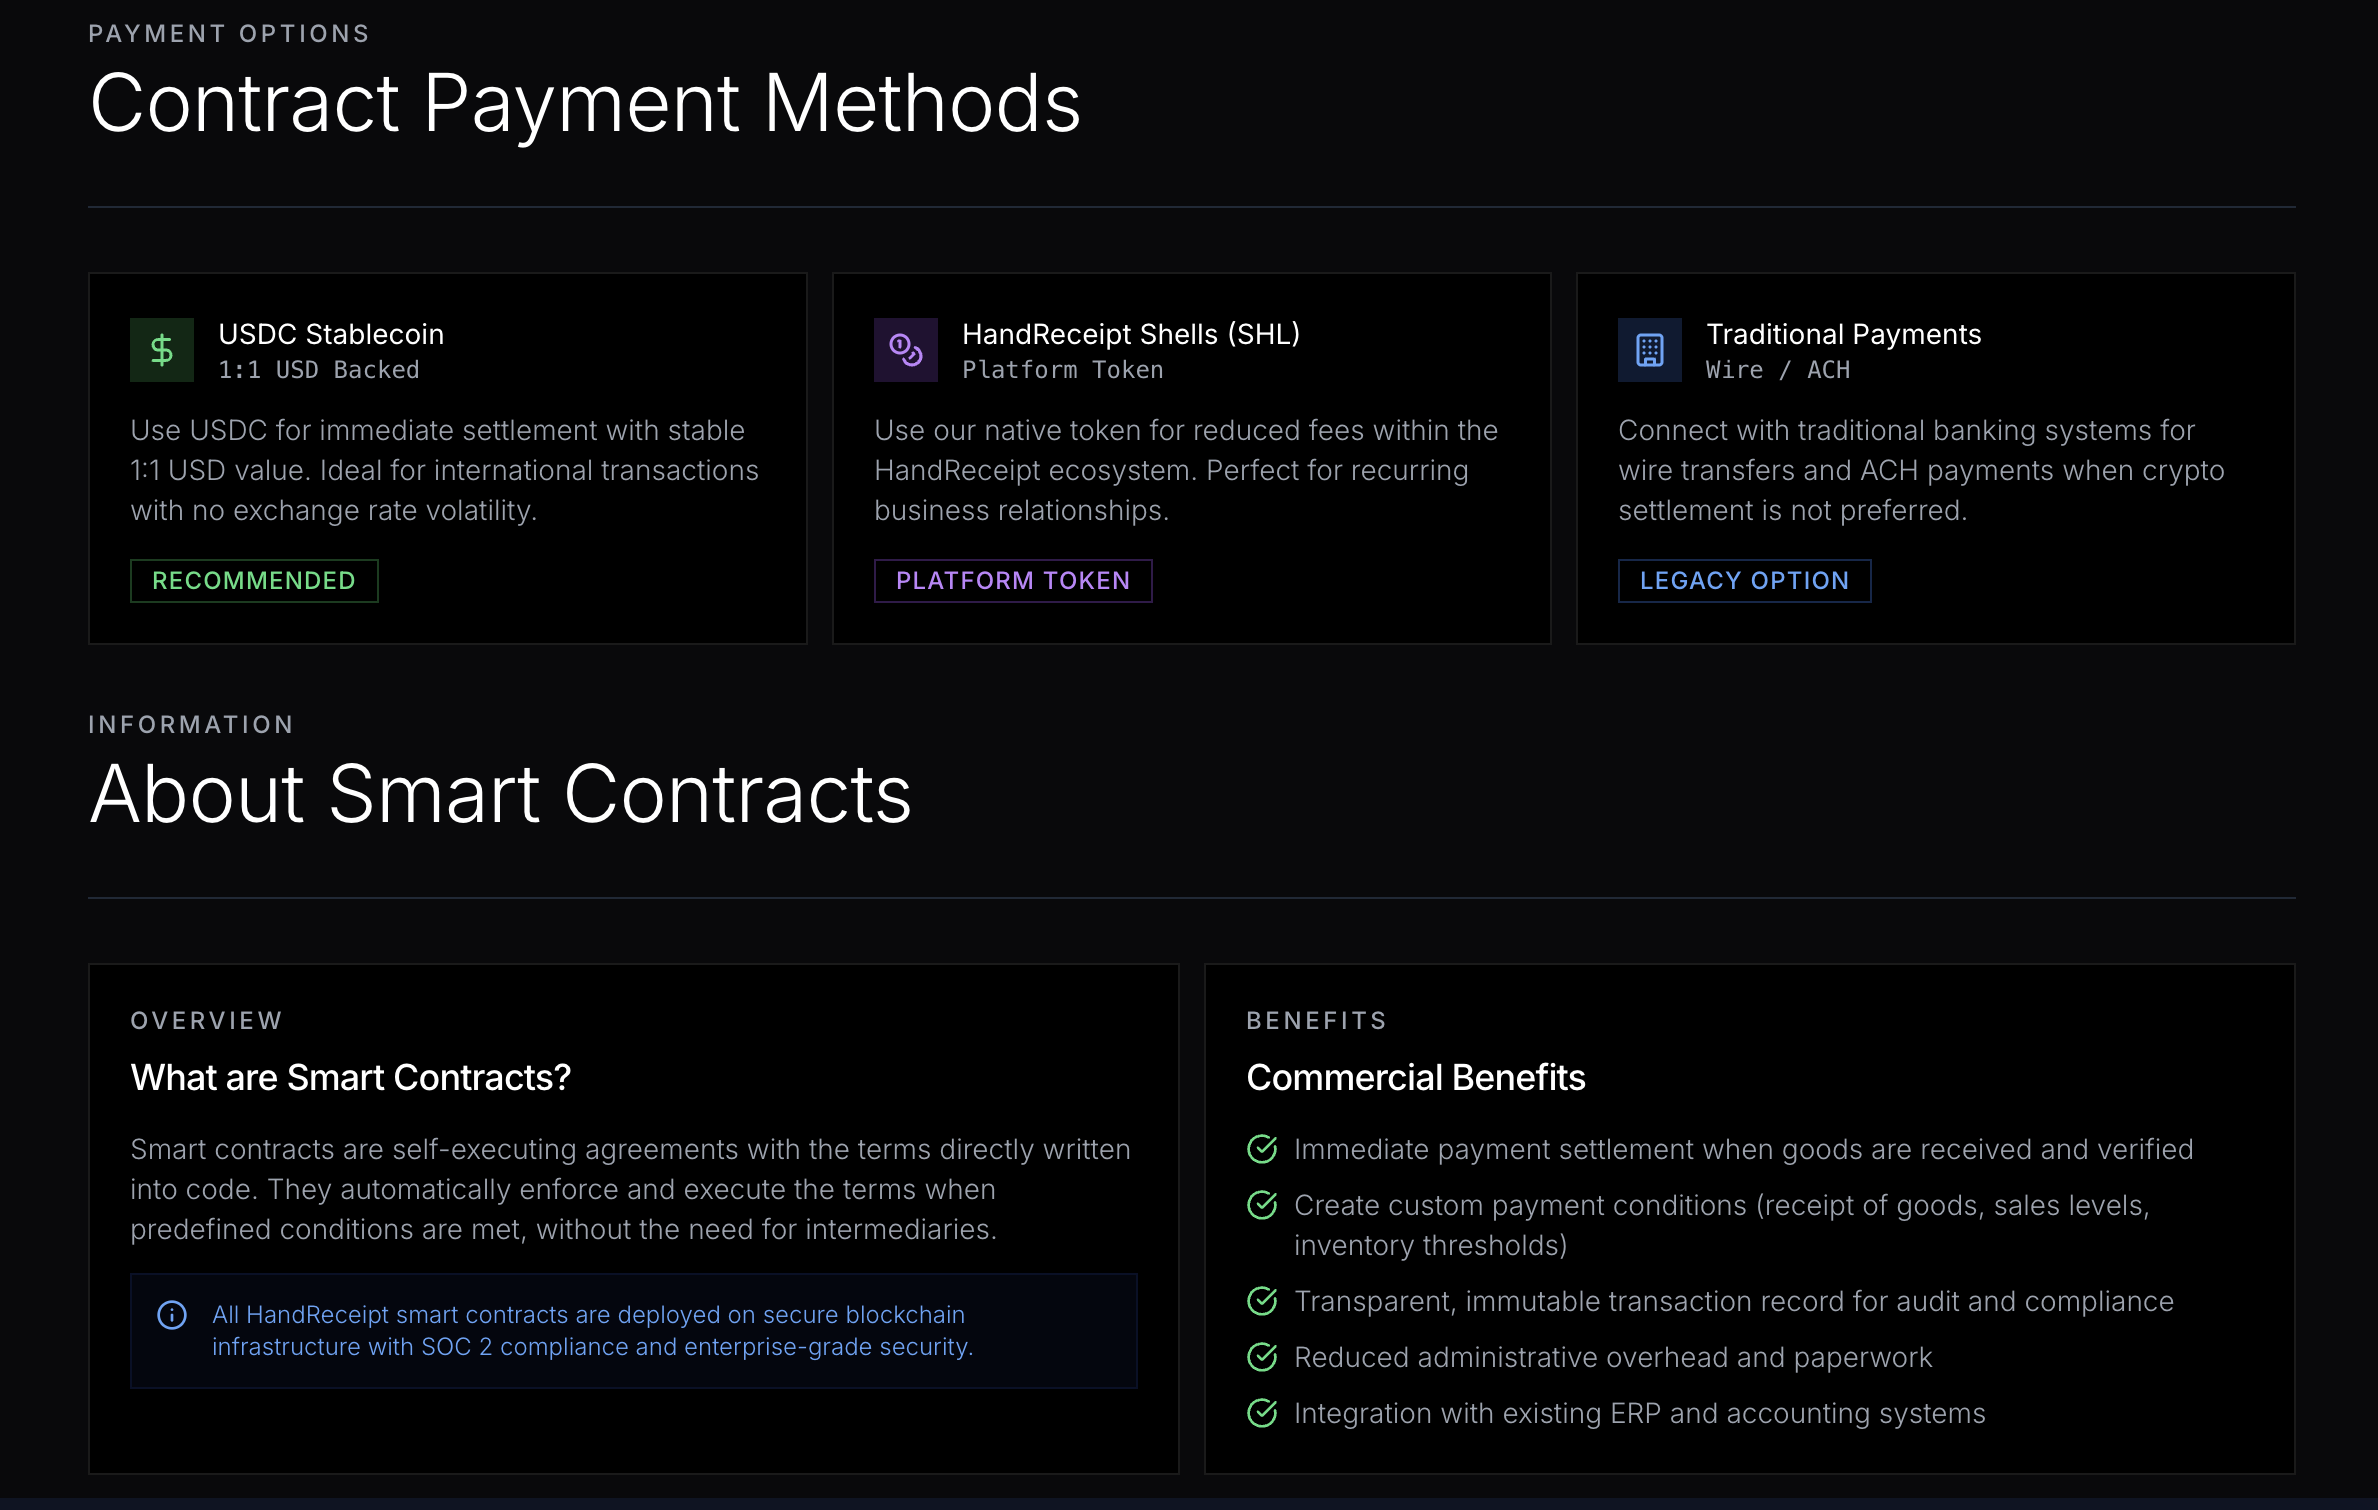 PAYMENT OPTIONS
Contract Payment Methods
USDC Stablecoin
1:1 USD Backed
Use USDC for immediate settlement with stable
1:1 USD value. Ideal for international transactions
with no exchange rate volatility.
RECOMMENDED
HandReceipt Shells (SHL)
Platform Token
Use our native token for reduced fees within the
HandReceipt ecosystem. Perfect for recurring
business relationships.
PLATFORM TOKEN
Traditional Payments
Wire / ACH
Connect with traditional banking systems for
wire transfers and ACH payments when crypto
settlement is not preferred.
LEGACY OPTION
INFORMATION
About Smart Contracts
OVERVIEW
What are Smart Contracts?
Smart contracts are self-executing agreements with the terms directly written
into code. They automatically enforce and execute the terms when
predefined conditions are met, without the need for intermediaries.
All HandReceipt smart contracts are deployed on secure blockchain
infrastructure with SOC 2 compliance and enterprise-grade security.
BENEFITS
Commercial Benefits
Immediate payment settlement when goods are received and verified
Create custom payment conditions (receipt of goods, sales levels,
inventory thresholds)
Transparent, immutable transaction record for audit and compliance
Reduced administrative overhead and paperwork
Integration with existing ERP and accounting systems